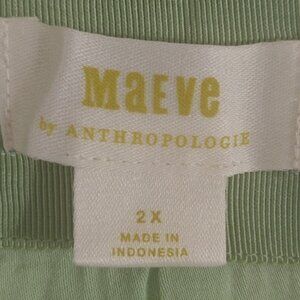 Maeve
by ANTHROPOLOGIE
2X
MADE IN
INDONESIA